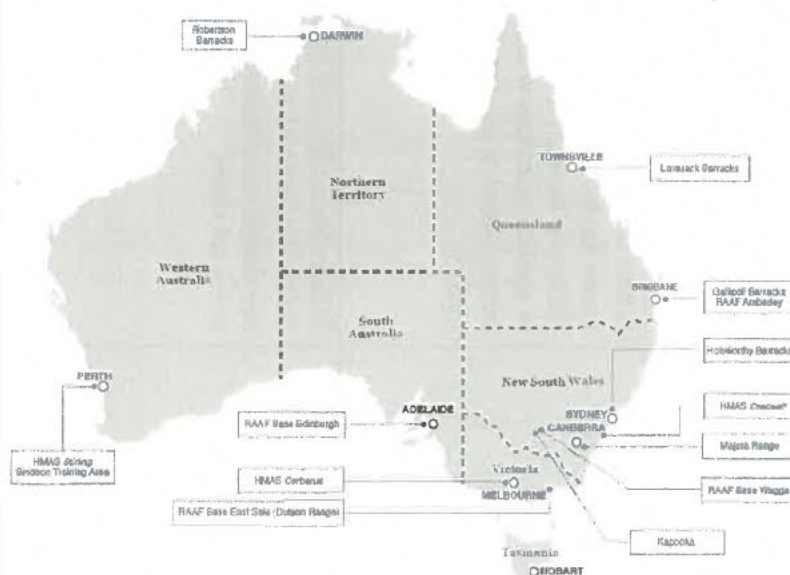 Robertson
Barracks
DARWIN
TOWNSVILLE
Lavarack Barracks
Northern
Territory
Queensland
Western
Australia
BRISBANE
Gallipoli Barracks
RAAF Amberley
South
Australia
Holsworthy Barracks
PERTH
New South Wales
ADELAIDE
SYDNEY
HMAS Creswell
RAAF Base Edinburgh
CANBERRA
Majura Range
HMAS Stirling
Bindoon Training Area
HMAS Cerberus
Victoria
MELBOURNE
RAAF Base Wagga
RAAF Base East Sale (Dutson Range)
Kapooka
Tasmania
HOBART